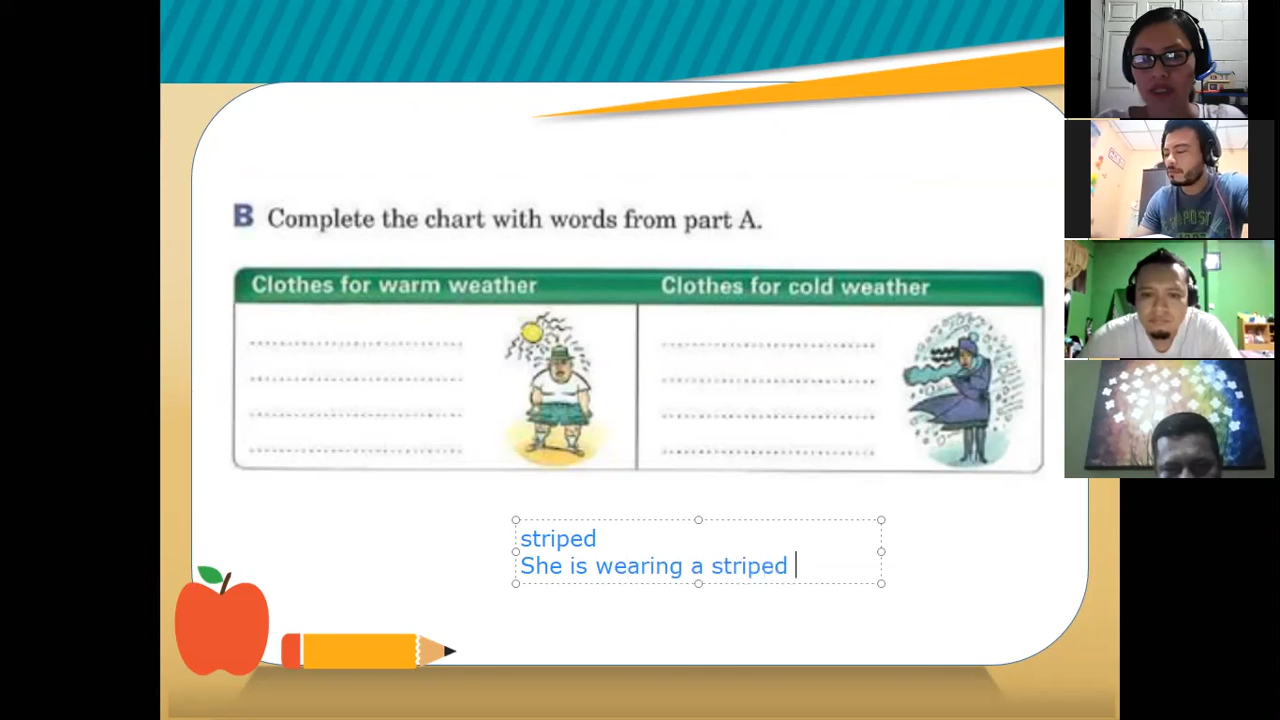 B Complete the chart with words from part A.
Clothes for warm weather
Clothes for cold weather
striped
She is wearing a striped